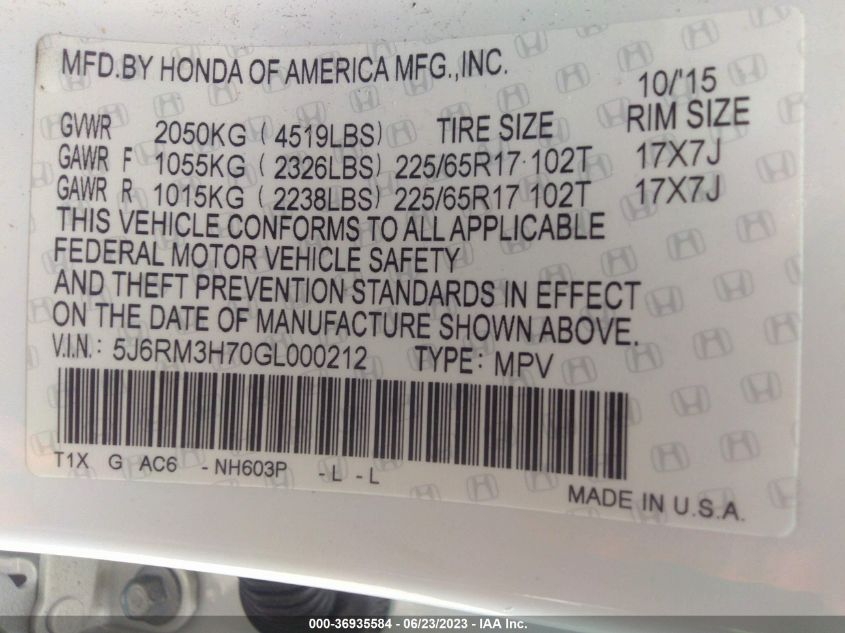 MFD.BY HONDA OF AMERICA MFG.,INC.
10/'15
GVWR 2050KG (4519LBS) TIRE SIZE RIM SIZE
GAWR F 1055KG (2326LBS) 225/65R17 102T 17X7J
GAWR R 1015KG (2238LBS) 225/65R17 102T 17X7J
THIS VEHICLE CONFORMS TO ALL APPLICABLE
FEDERAL MOTOR VEHICLE SAFETY
AND THEFT PREVENTION STANDARDS IN EFFECT
ON THE DATE OF MANUFACTURE SHOWN ABOVE.
V.I.N.: 5J6RM3H70GL000212 TYPE: MPV
T1X G AC6 -NH603P -L -L
MADE IN U.S.A.
000-36935584 - 06/23/2023 - IAA Inc.